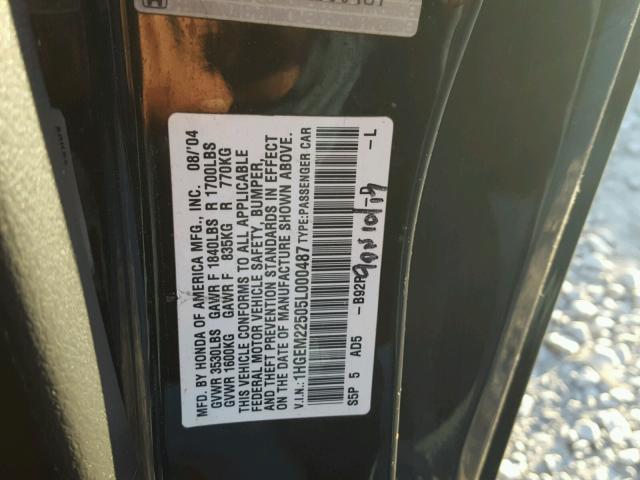 MFD. BY HONDA OF AMERICA MFG., INC. 08/'04
GVWR 3530LBS GAWR F 1840LBS R 1700LBS
GVWR 1600KG GAWR F 835KG R 770KG
THIS VEHICLE CONFORMS TO ALL APPLICABLE
FEDERAL MOTOR VEHICLE SAFETY, BUMPER,
AND THEFT PREVENTION STANDARDS IN EFFECT
ON THE DATE OF MANUFACTURE SHOWN ABOVE.
V.I.N.: 1HGEM22505L000487 TYPE:PASSENGER CAR
S5P 5 AD5 -B92P -L